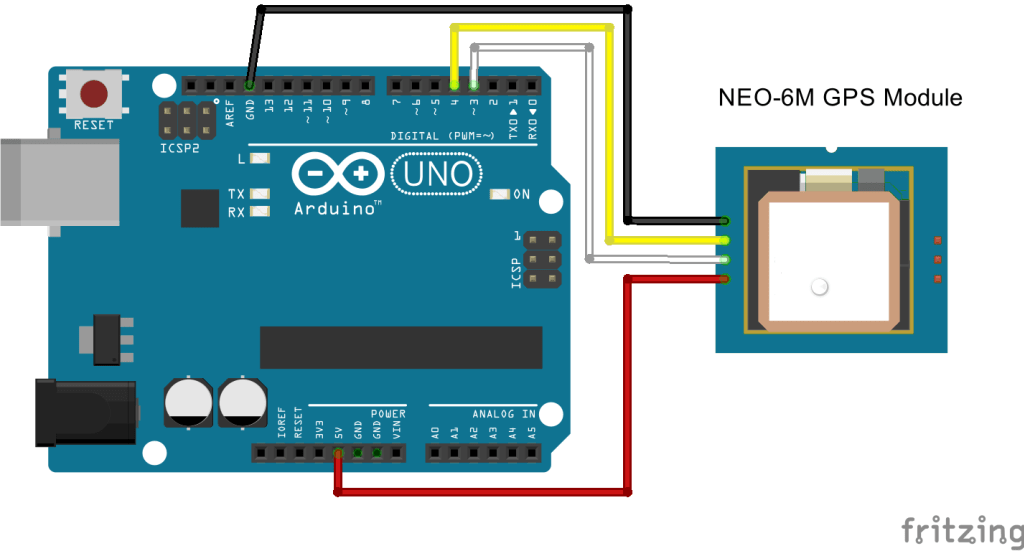 NEO-6M GPS Module
RESET
ICSP2
AREF
GND
13
12
~11
~10
~9
8
7
~6
~5
4
~3
2
TX0▶1
RX0◀0
DIGITAL (PWM=~)
L
TX
RX
UNO
Arduino™
ON
1
ICSP
IOREF
RESET
3V3
5V
GND
GND
VIN
POWER
ANALOG IN
A0
A1
A2
A3
A4
A5
fritzing